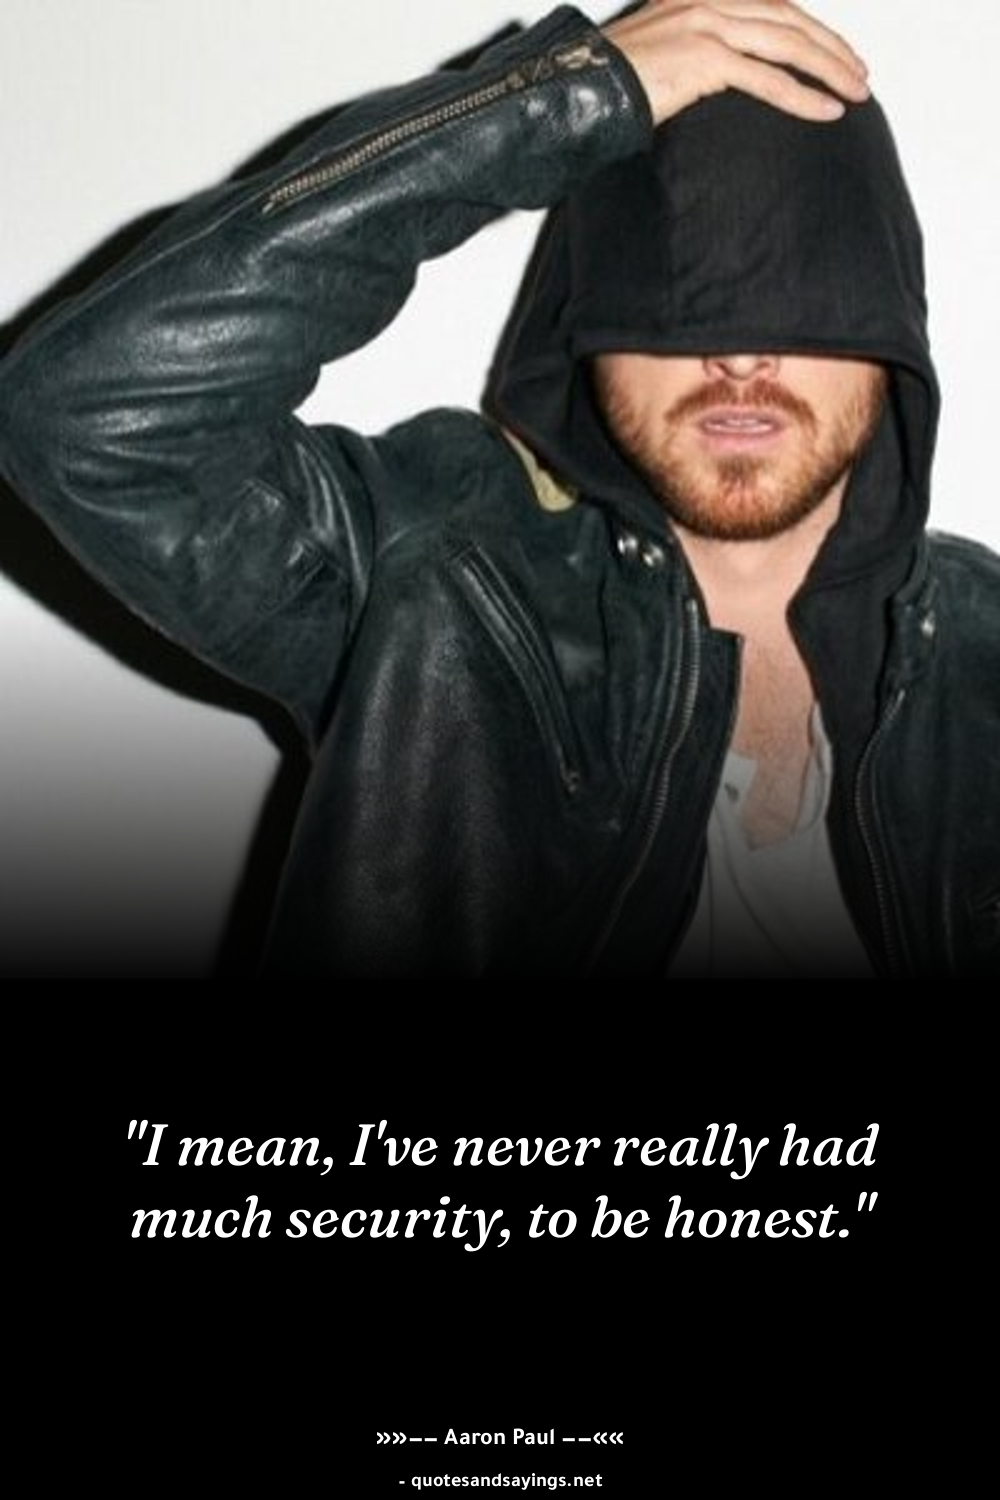 "I mean, I've never really had
much security, to be honest."
»»–– Aaron Paul ––««
- quotesandsayings.net